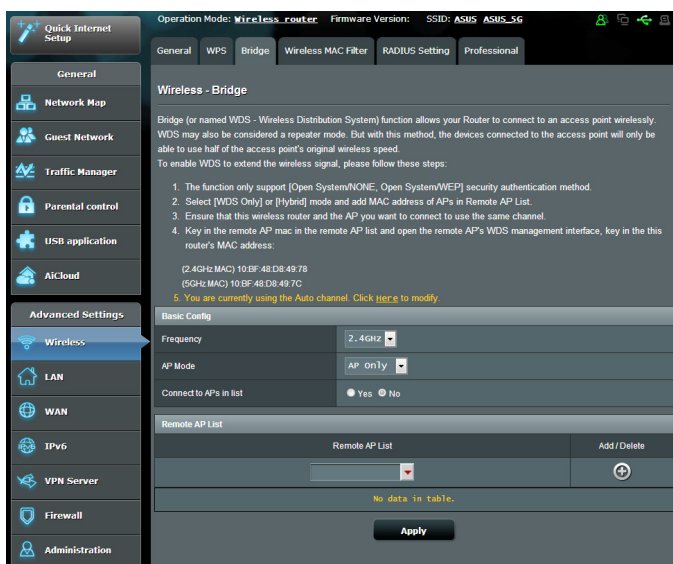 Quick Internet
Setup
Operation Mode: Wireless router Firmware Version: SSID: ASUS ASUS_5G
General WPS Bridge Wireless MAC Filter RADIUS Setting Professional
General
Network Map
Guest Network
Traffic Manager
Parental control
USB application
AiCloud
Advanced Settings
Wireless
LAN
WAN
IPv6
VPN Server
Firewall
Administration
Wireless - Bridge
Bridge (or named WDS - Wireless Distribution System) function allows your Router to connect to an access point wirelessly.
WDS may also be considered a repeater mode. But with this method, the devices connected to the access point will only be
able to use half of the access point's original wireless speed.
To enable WDS to extend the wireless signal, please follow these steps:
1. The function only support [Open System/NONE, Open System/WEP] security authentication method.
2. Select [WDS Only] or [Hybrid] mode and add MAC address of APs in Remote AP List.
3. Ensure that this wireless router and the AP you want to connect to use the same channel.
4. Key in the remote AP mac in the remote AP list and open the remote AP's WDS management interface, key in the this
router's MAC address:
(2.4GHz MAC) 10:BF:48:D8:49:78
(5GHz MAC) 10:BF:48:D8:49:7C
5. You are currently using the Auto channel. Click Here to modify.
Basic Config
Frequency 2.4GHz
AP Mode AP Only
Connect to APs in list Yes No
Remote AP List
Remote AP List Add / Delete
No data in table.
Apply